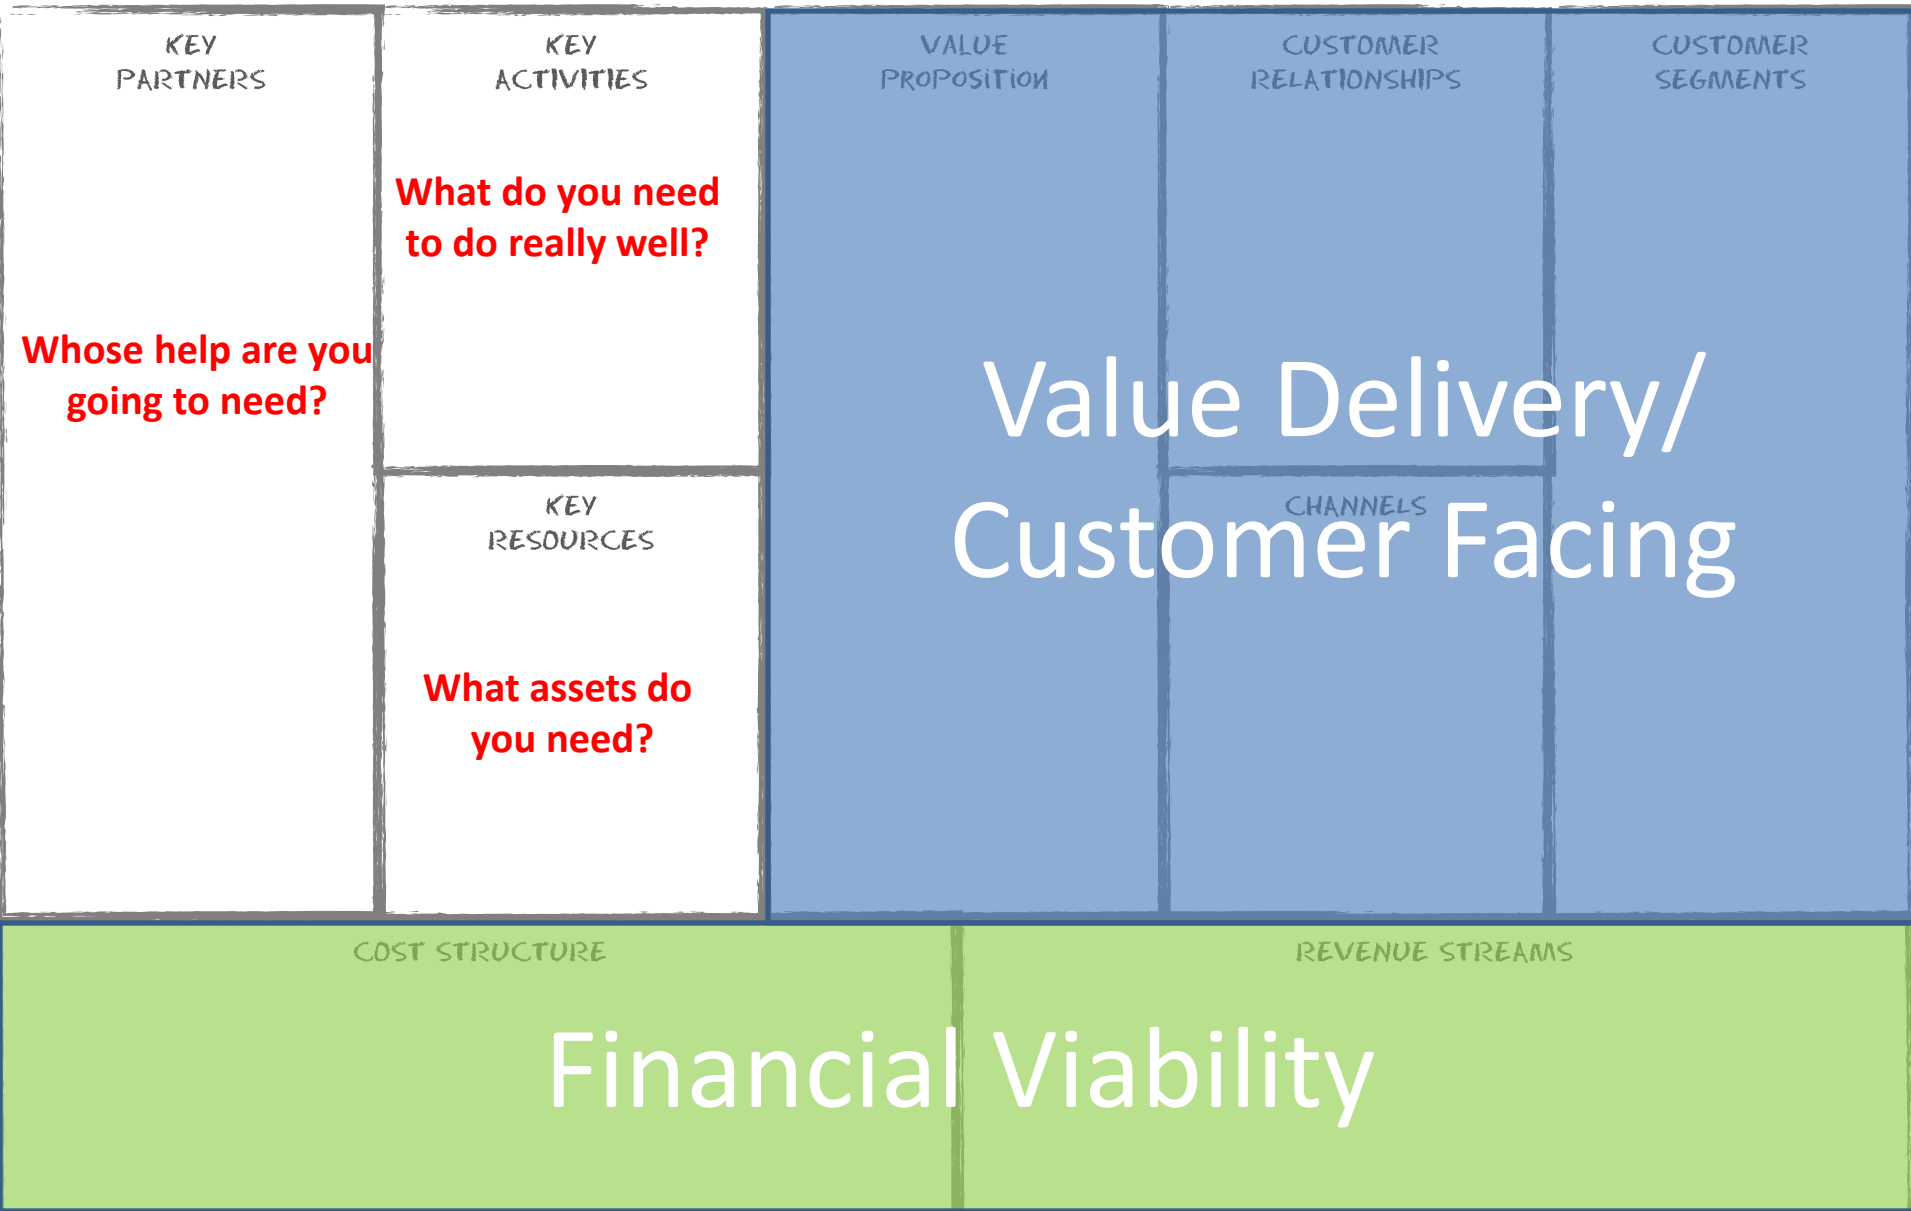 KEY
PARTNERS
Whose help are you
going to need?
KEY
ACTIVITIES
What do you need
to do really well?
KEY
RESOURCES
What assets do
you need?
VALUE
PROPOSITION
CUSTOMER
RELATIONSHIPS
CUSTOMER
SEGMENTS
CHANNELS
Value Delivery/
Customer Facing
COST STRUCTURE
REVENUE STREAMS
Financial Viability